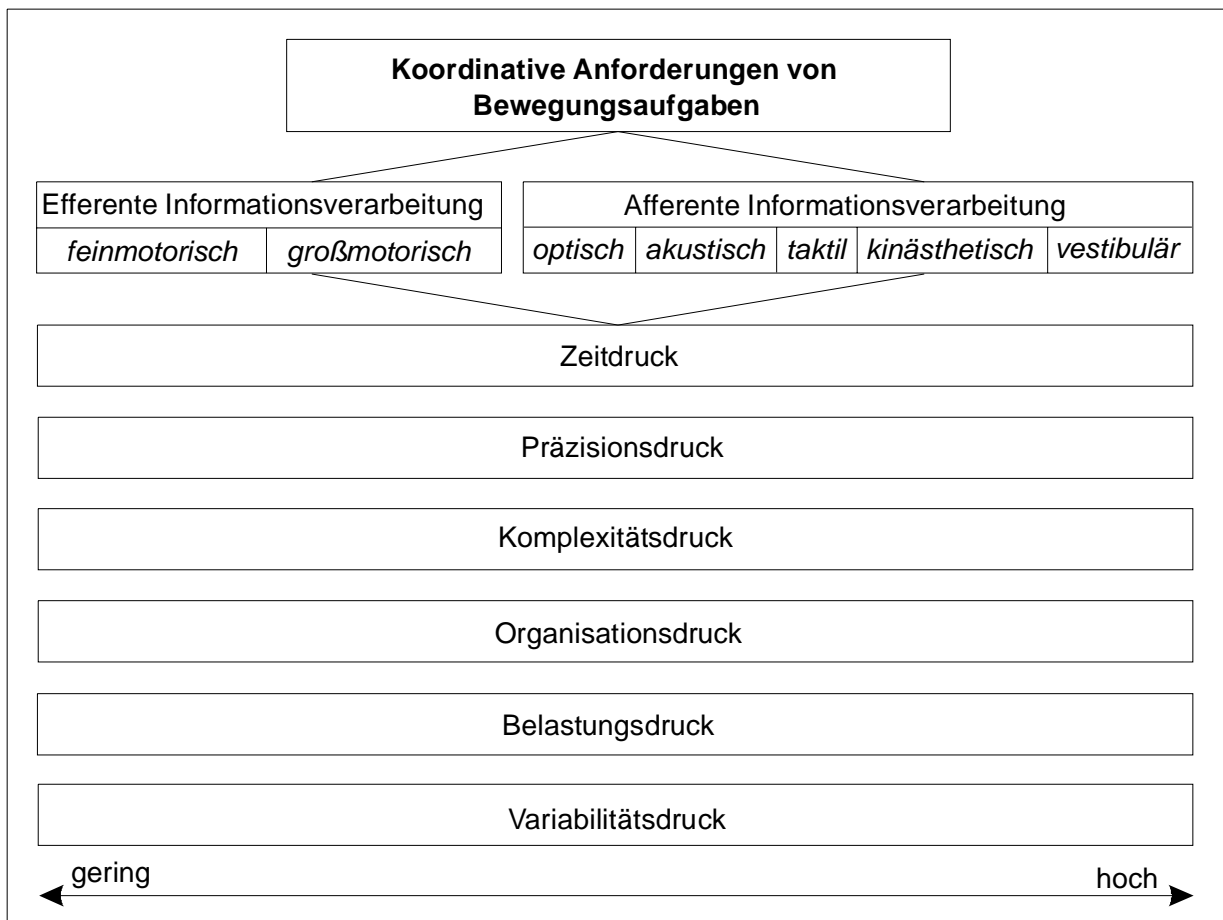 Koordinative Anforderungen von
Bewegungsaufgaben
Efferente Informationsverarbeitung
feinmotorisch großmotorisch
Afferente Informationsverarbeitung
optisch akustisch taktil kinästhetisch vestibulär
Zeitdruck
Präzisionsdruck
Komplexitätsdruck
Organisationsdruck
Belastungsdruck
Variabilitätsdruck
gering hoch